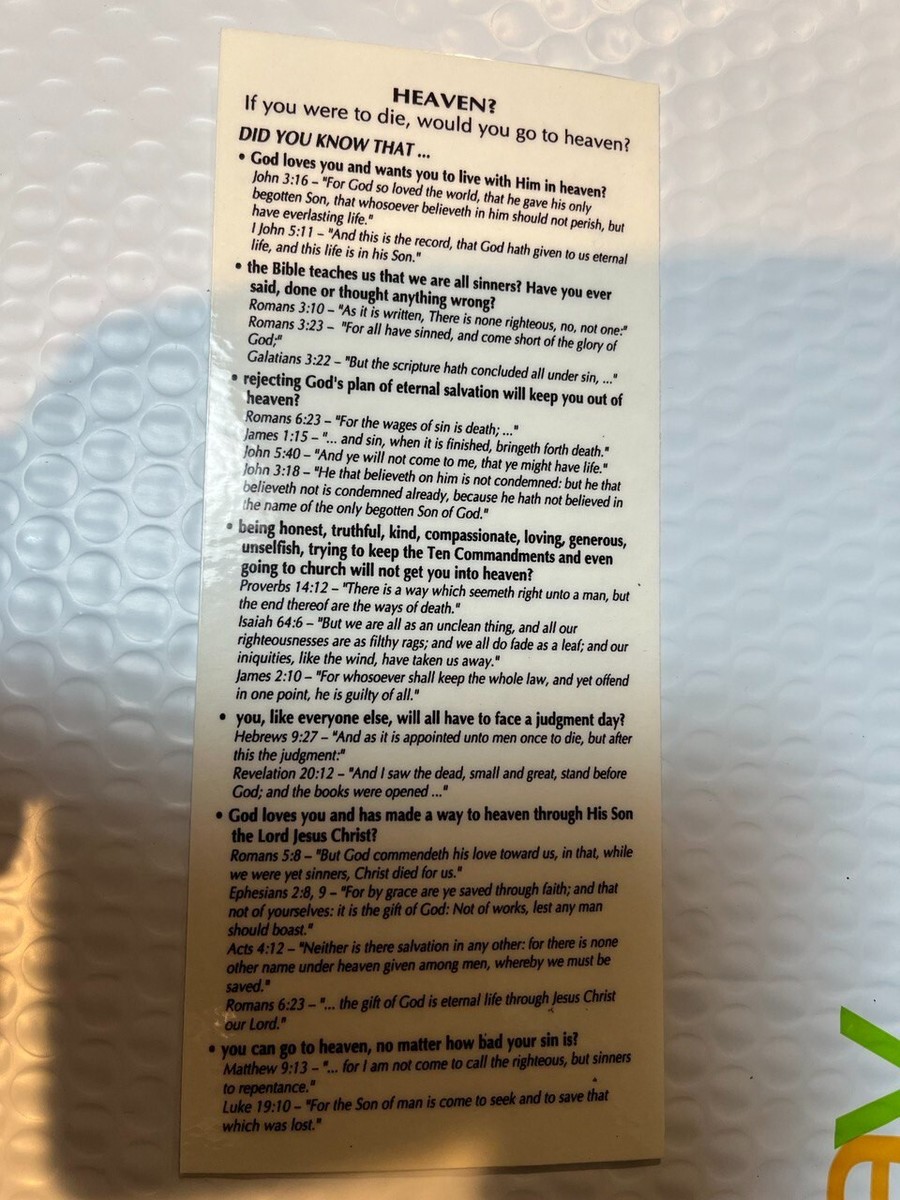 HEAVEN?
If you were to die, would you go to heaven?
DID YOU KNOW THAT ...
• God loves you and wants you to live with Him in heaven?
John 3:16 – "For God so loved the world, that he gave his only
begotten Son, that whosoever believeth in him should not perish, but
have everlasting life."
I John 5:11 – "And this is the record, that God hath given to us eternal
life, and this life is in his Son."
• the Bible teaches us that we are all sinners? Have you ever
said, done or thought anything wrong?
Romans 3:10 – "As it is written, There is none righteous, no, not one:"
Romans 3:23 – "For all have sinned, and come short of the glory of
God;"
Galatians 3:22 – "But the scripture hath concluded all under sin, ..."
• rejecting God's plan of eternal salvation will keep you out of
heaven?
Romans 6:23 – "For the wages of sin is death; ..."
James 1:15 – "... and sin, when it is finished, bringeth forth death."
John 5:40 – "And ye will not come to me, that ye might have life."
John 3:18 – "He that believeth on him is not condemned: but he that
believeth not is condemned already, because he hath not believed in
the name of the only begotten Son of God."
• being honest, truthful, kind, compassionate, loving, generous,
unselfish, trying to keep the Ten Commandments and even
going to church will not get you into heaven?
Proverbs 14:12 – "There is a way which seemeth right unto a man, but
the end thereof are the ways of death."
Isaiah 64:6 – "But we are all as an unclean thing, and all our
righteousnesses are as filthy rags; and we all do fade as a leaf; and our
iniquities, like the wind, have taken us away."
James 2:10 – "For whosoever shall keep the whole law, and yet offend
in one point, he is guilty of all."
• you, like everyone else, will all have to face a judgment day?
Hebrews 9:27 – "And as it is appointed unto men once to die, but after
this the judgment:"
Revelation 20:12 – "And I saw the dead, small and great, stand before
God; and the books were opened ..."
• God loves you and has made a way to heaven through His Son
the Lord Jesus Christ?
Romans 5:8 – "But God commendeth his love toward us, in that, while
we were yet sinners, Christ died for us."
Ephesians 2:8, 9 – "For by grace are ye saved through faith; and that
not of yourselves: it is the gift of God: Not of works, lest any man
should boast."
Acts 4:12 – "Neither is there salvation in any other: for there is none
other name under heaven given among men, whereby we must be
saved."
Romans 6:23 – "... the gift of God is eternal life through Jesus Christ
our Lord."
• you can go to heaven, no matter how bad your sin is?
Matthew 9:13 – "... for I am not come to call the righteous, but sinners
to repentance."
Luke 19:10 – "For the Son of man is come to seek and to save that
which was lost."